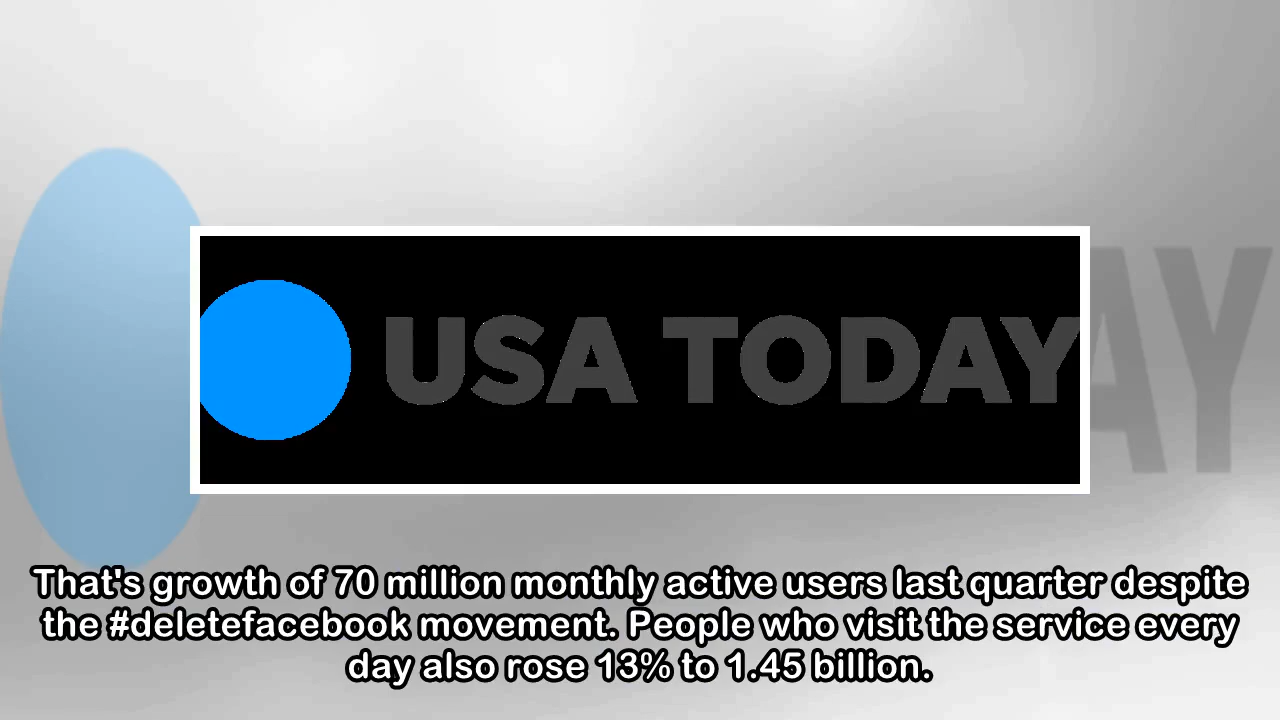 USA TODAY
AY
That's growth of 70 million monthly active users last quarter despite
the #deletefacebook movement. People who visit the service every
day also rose 13% to 1.45 billion.